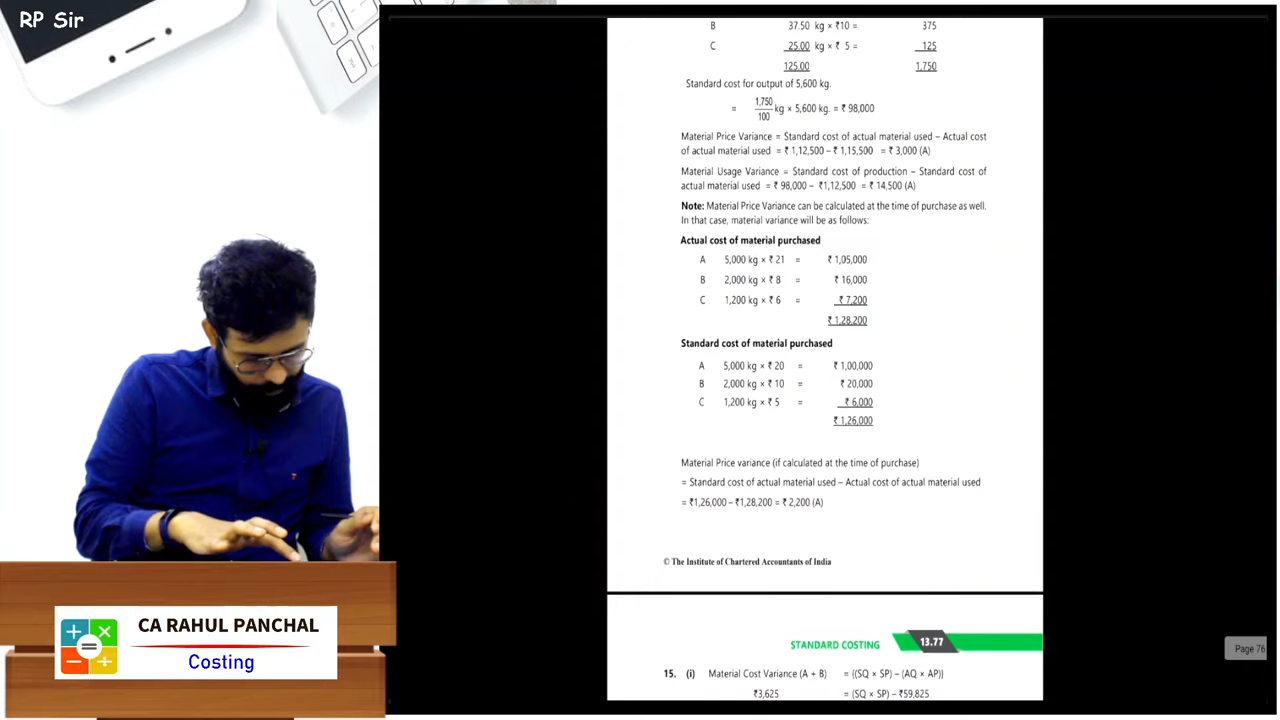 RP Sir
B 37.50 kg × ₹10 = 375
C 25.00 kg × ₹ 5 = 125
125.00 1,750
Standard cost for output of 5,600 kg.
= 1,750/100 kg × 5,600 kg. = ₹ 98,000
Material Price Variance = Standard cost of actual material used – Actual cost
of actual material used = ₹ 1,12,500 – ₹ 1,15,500 = ₹ 3,000 (A)
Material Usage Variance = Standard cost of production – Standard cost of
actual material used = ₹ 98,000 – ₹1,12,500 = ₹ 14,500 (A)
Note: Material Price Variance can be calculated at the time of purchase as well.
In that case, material variance will be as follows:
Actual cost of material purchased
A 5,000 kg × ₹ 21 = ₹ 1,05,000
B 2,000 kg × ₹ 8 = ₹ 16,000
C 1,200 kg × ₹ 6 = ₹ 7,200
₹ 1,28,200
Standard cost of material purchased
A 5,000 kg × ₹ 20 = ₹ 1,00,000
B 2,000 kg × ₹ 10 = ₹ 20,000
C 1,200 kg × ₹ 5 = ₹ 6,000
₹ 1,26,000
Material Price variance (if calculated at the time of purchase)
= Standard cost of actual material used – Actual cost of actual material used
= ₹1,26,000 – ₹1,28,200 = ₹ 2,200 (A)
© The Institute of Chartered Accountants of India
STANDARD COSTING 13.77
15. (i) Material Cost Variance (A + B) = {(SQ × SP) – (AQ × AP)}
₹3,625 = (SQ × SP) – ₹59,825
Page 76
CA RAHUL PANCHAL
Costing